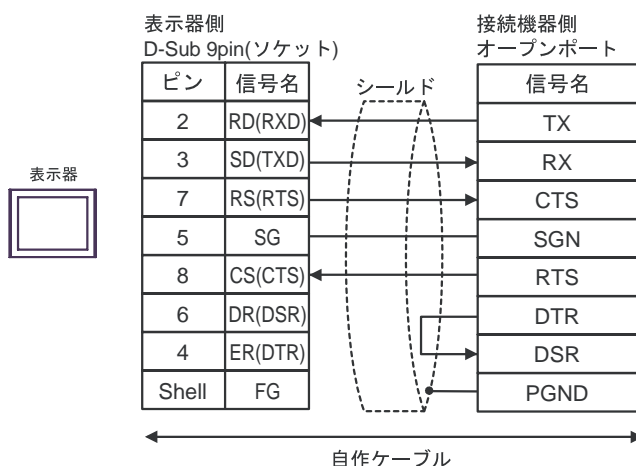 表示器側
D-Sub 9pin(ソケット)
接続機器側
オープンポート
ピン 信号名 シールド 信号名
2 RD(RXD) TX
3 SD(TXD) RX
表示器
7 RS(RTS) CTS
5 SG SGN
8 CS(CTS) RTS
6 DR(DSR) DTR
4 ER(DTR) DSR
Shell FG PGND
自作ケーブル